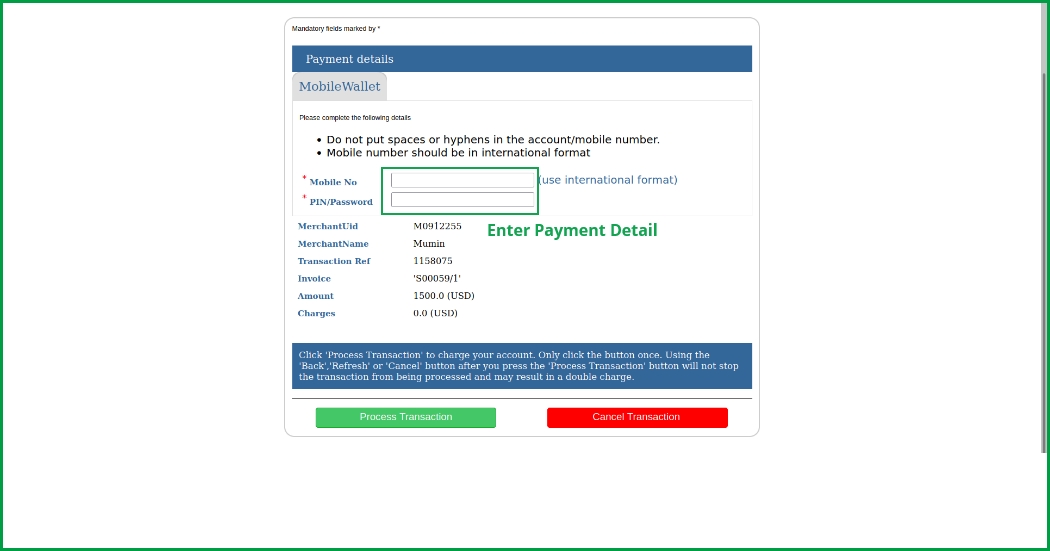 Mandatory fields marked by *
Payment details
MobileWallet
Please complete the following details
• Do not put spaces or hyphens in the account/mobile number.
• Mobile number should be in international format
* Mobile No (use international format)
* PIN/Password
MerchantUid M0912255
Enter Payment Detail
MerchantName Mumin
Transaction Ref 1158075
Invoice 'S00059/1'
Amount 1500.0 (USD)
Charges 0.0 (USD)
Click 'Process Transaction' to charge your account. Only click the button once. Using the
'Back','Refresh' or 'Cancel' button after you press the 'Process Transaction' button will not stop
the transaction from being processed and may result in a double charge.
Process Transaction Cancel Transaction